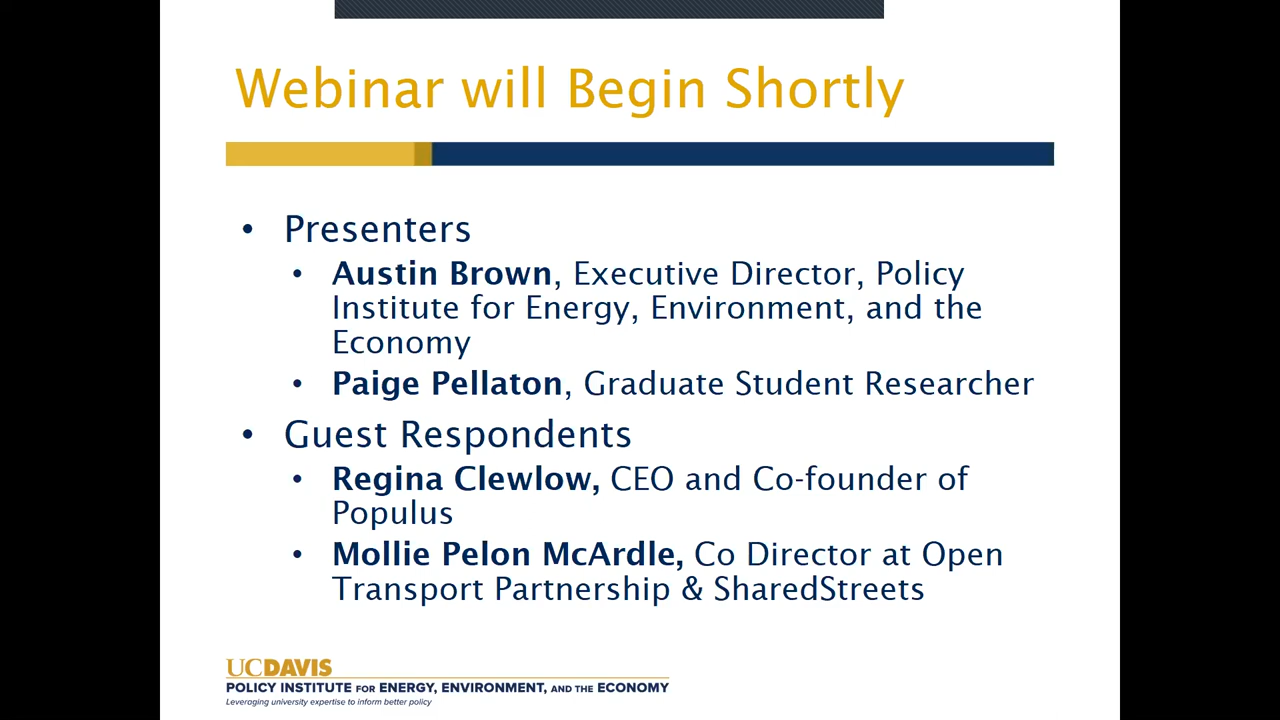 Webinar will Begin Shortly
• Presenters
• Austin Brown, Executive Director, Policy
Institute for Energy, Environment, and the
Economy
• Paige Pellaton, Graduate Student Researcher
• Guest Respondents
• Regina Clewlow, CEO and Co-founder of
Populus
• Mollie Pelon McArdle, Co Director at Open
Transport Partnership & SharedStreets
UCDAVIS
POLICY INSTITUTE FOR ENERGY, ENVIRONMENT, AND THE ECONOMY
Leveraging university expertise to inform better policy